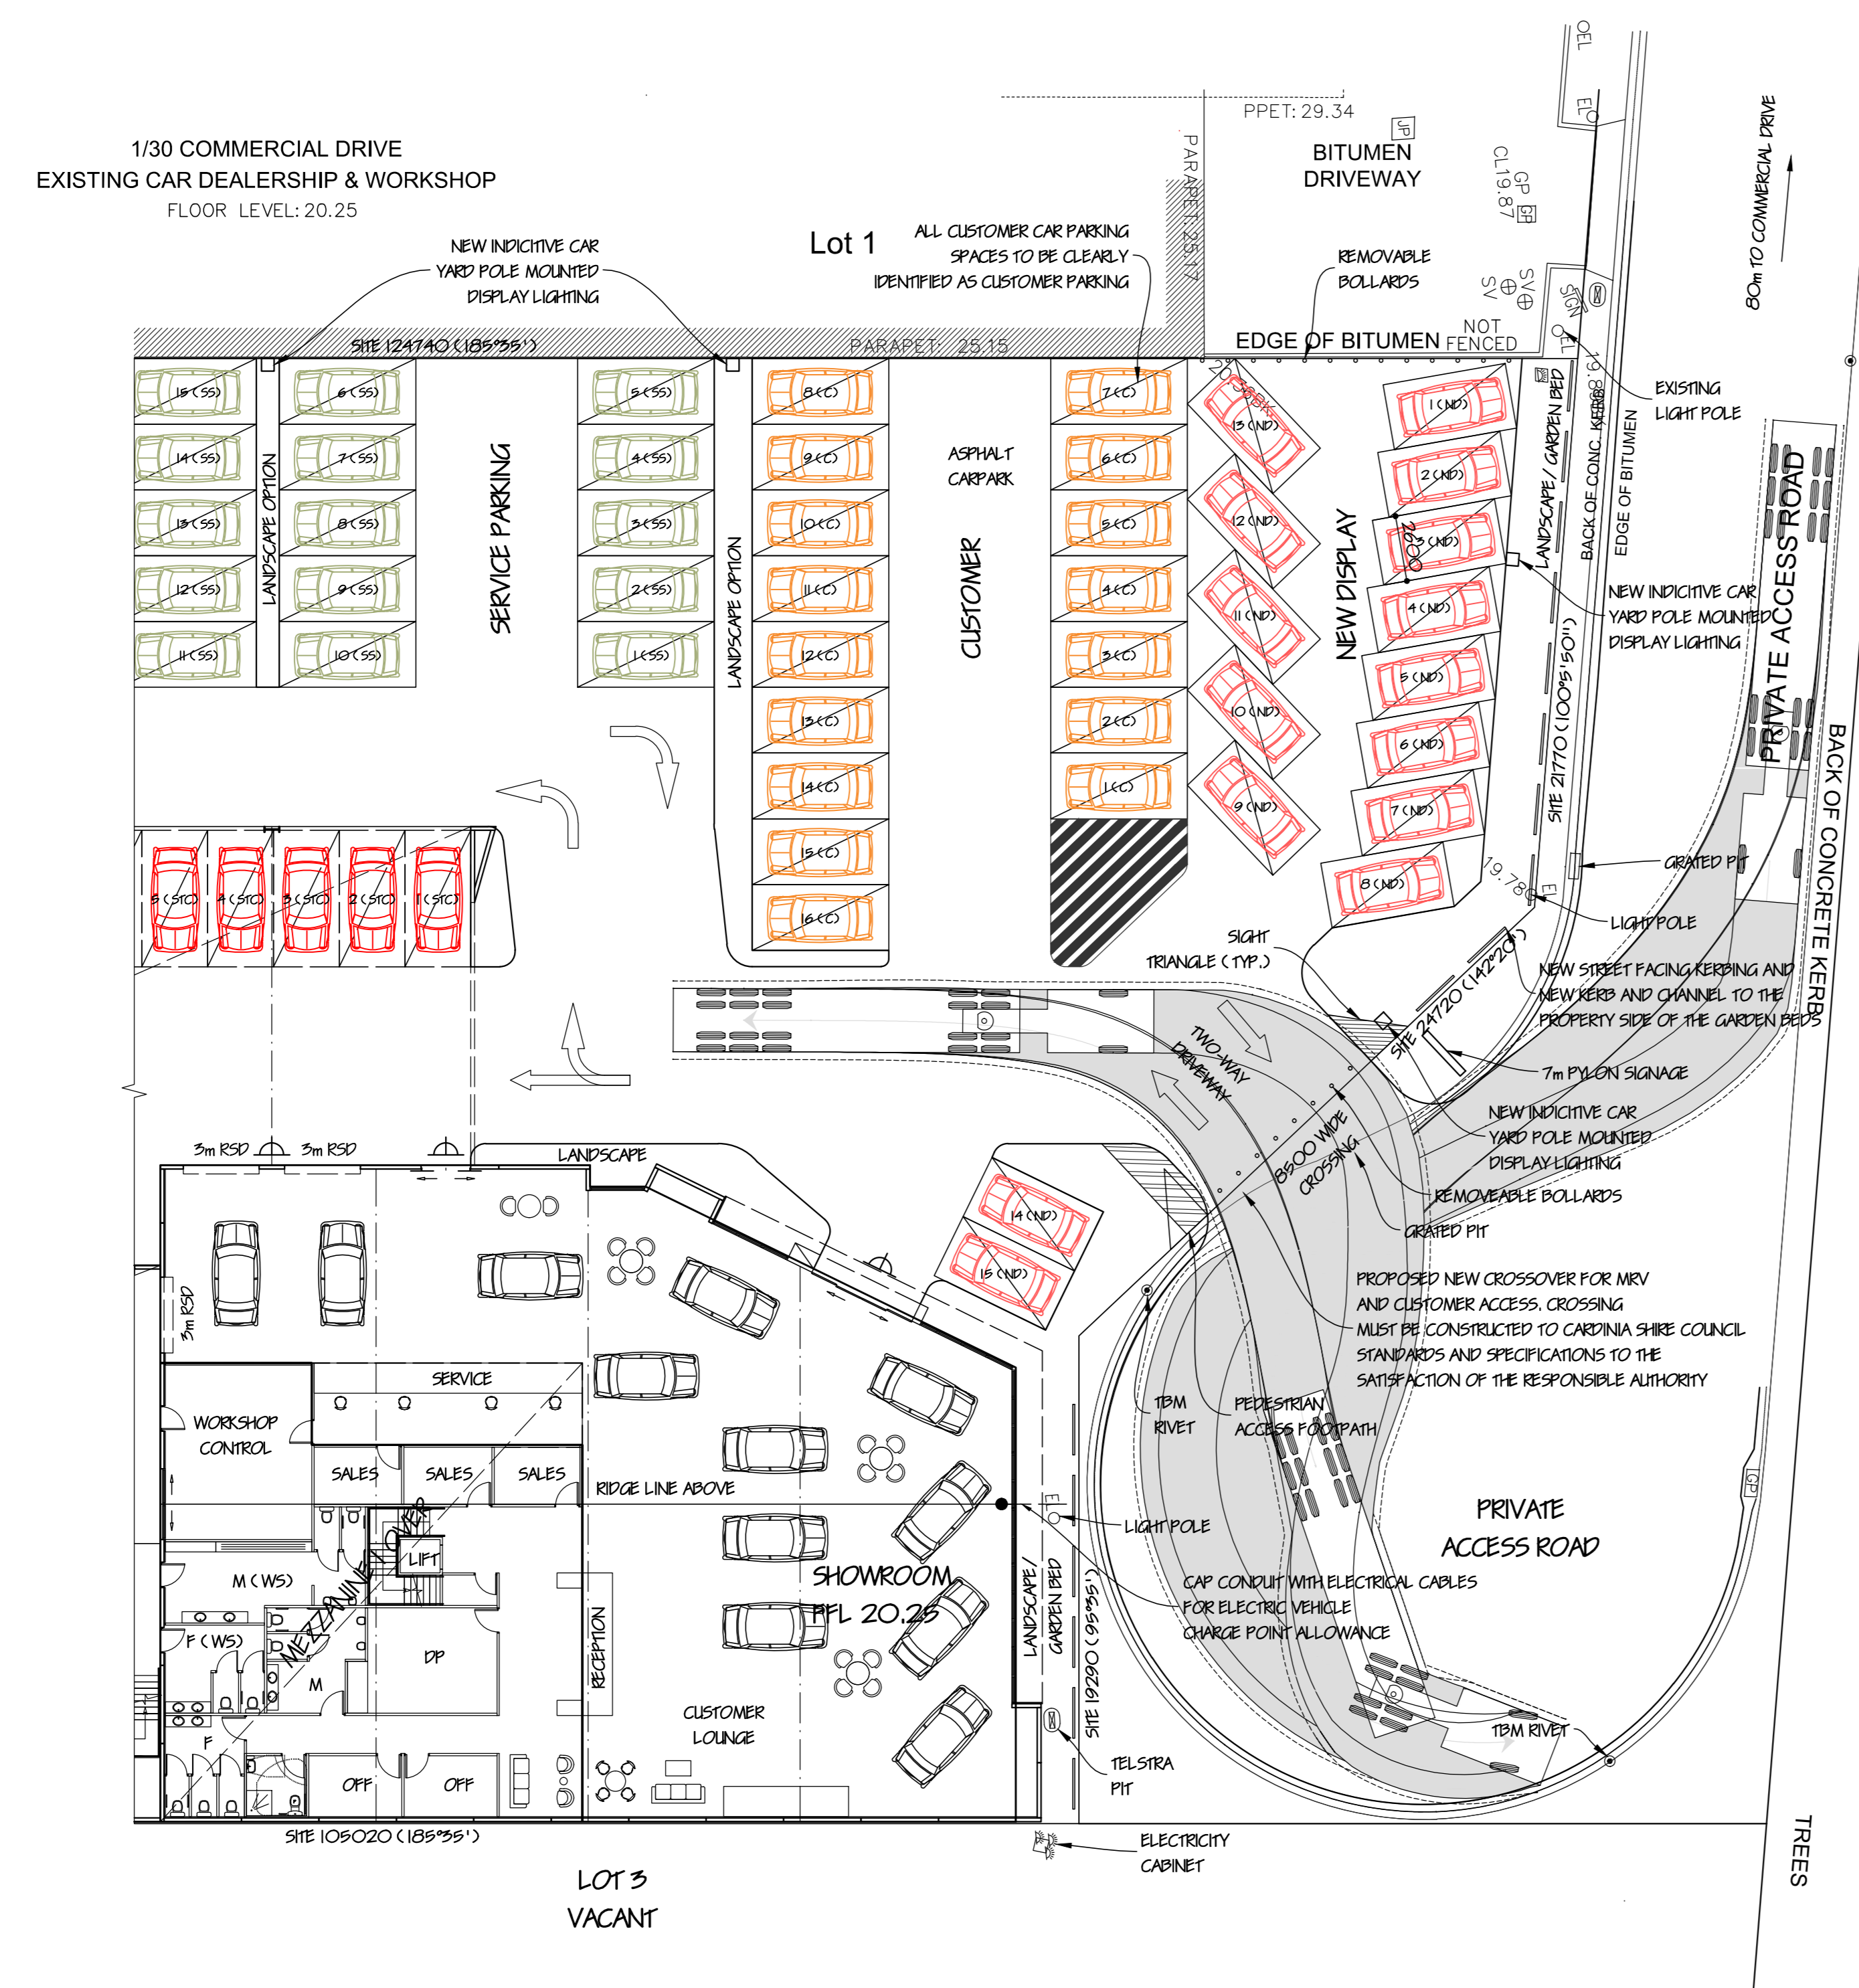 OEL
EL
PPET: 29.34
JP
80m TO COMMERCIAL DRIVE
1/30 COMMERCIAL DRIVE
EXISTING CAR DEALERSHIP & WORKSHOP
FLOOR LEVEL: 20.25
PARAPET: 25.17
BITUMEN
DRIVEWAY
CL19.87
GP
GP
NEW INDICITIVE CAR
YARD POLE MOUNTED
DISPLAY LIGHTING
Lot 1
ALL CUSTOMER CAR PARKING
SPACES TO BE CLEARLY
IDENTIFIED AS CUSTOMER PARKING
REMOVABLE
BOLLARDS
SV
SV
SIGN
OEL
SITE 124740 (185°35')
PARAPET: 25.15
EDGE OF BITUMEN
NOT
FENCED
EXISTING
LIGHT POLE
15 (SS)
6 (SS)
5 (SS)
8 (C)
7 (C)
13 (ND)
1 (ND)
14 (SS)
7 (SS)
4 (SS)
9 (C)
6 (C)
12 (ND)
2 (ND)
13 (SS)
8 (SS)
3 (SS)
10 (C)
5 (C)
11 (ND)
3 (ND)
2900
12 (SS)
9 (SS)
2 (SS)
11 (C)
4 (C)
10 (ND)
4 (ND)
11 (SS)
10 (SS)
1 (SS)
12 (C)
3 (C)
9 (ND)
5 (ND)
13 (C)
2 (C)
6 (ND)
14 (C)
1 (C)
7 (ND)
15 (C)
8 (ND)
16 (C)
LANDSCAPE OPTION
SERVICE PARKING
LANDSCAPE OPTION
ASPHALT
CARPARK
CUSTOMER
NEW DISPLAY
LANDSCAPE / GARDEN BED
BACK OF CONC. KERB
EDGE OF BITUMEN
SITE 21770 (100°5'50")
NEW INDICITIVE CAR
YARD POLE MOUNTED
DISPLAY LIGHTING
PRIVATE ACCESS ROAD
BACK OF CONCRETE KERB
5 (STC)
4 (STC)
3 (STC)
2 (STC)
1 (STC)
GRATED PIT
EL
LIGHT POLE
SIGHT
TRIANGLE (TYP.)
SITE 24720 (142°20')
NEW STREET FACING KERBING AND
NEW KERB AND CHANNEL TO THE
PROPERTY SIDE OF THE GARDEN BEDS
TWO-WAY
DRIVEWAY
7m PYLON SIGNAGE
NEW INDICITIVE CAR
YARD POLE MOUNTED
DISPLAY LIGHTING
8500 WIDE
CROSSING
REMOVEABLE BOLLARDS
GRATED PIT
3m RSD
3m RSD
LANDSCAPE
14 (ND)
15 (ND)
3m RSD
PROPOSED NEW CROSSOVER FOR MRV
AND CUSTOMER ACCESS. CROSSING
MUST BE CONSTRUCTED TO CARDINIA SHIRE COUNCIL
STANDARDS AND SPECIFICATIONS TO THE
SATISFACTION OF THE RESPONSIBLE AUTHORITY
SERVICE
WORKSHOP
CONTROL
TBM
RIVET
PEDESTRIAN
ACCESS FOOTPATH
SALES
SALES
SALES
RIDGE LINE ABOVE
EL
LIGHT POLE
GP
PRIVATE
ACCESS ROAD
MEZZANINE OVER
LIFT
M (WS)
SHOWROOM
FFL 20.25
CAP CONDUIT WITH ELECTRICAL CABLES
FOR ELECTRIC VEHICLE
CHARGE POINT ALLOWANCE
LANDSCAPE/
GARDEN BED
SITE 19260 (95°35')
F (WS)
M
DP
RECEPTION
CUSTOMER
LOUNGE
F
OFF
OFF
TELSTRA
PIT
TBM RIVET
SITE 105020 (185°35')
ELECTRICITY
CABINET
TREES
LOT 3
VACANT